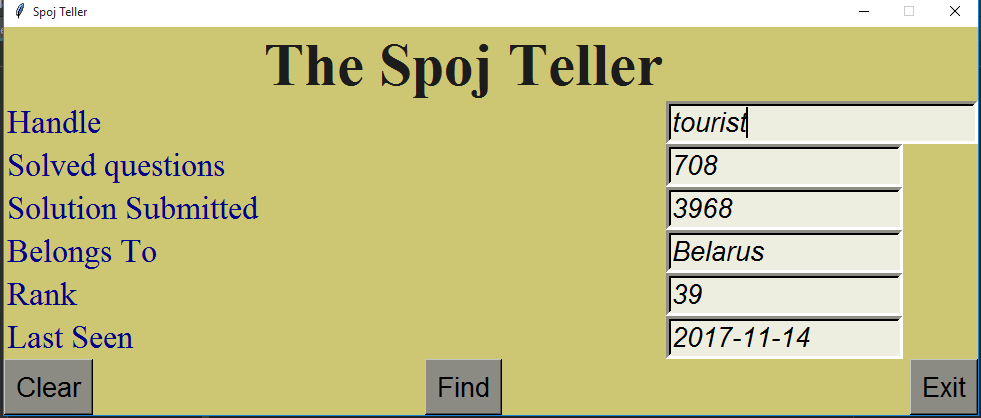 Spoj Teller
The Spoj Teller
Handle tourist
Solved questions 708
Solution Submitted 3968
Belongs To Belarus
Rank 39
Last Seen 2017-11-14
Clear Find Exit